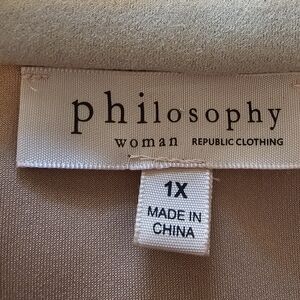 philosophy
woman REPUBLIC CLOTHING
1X
MADE IN
CHINA